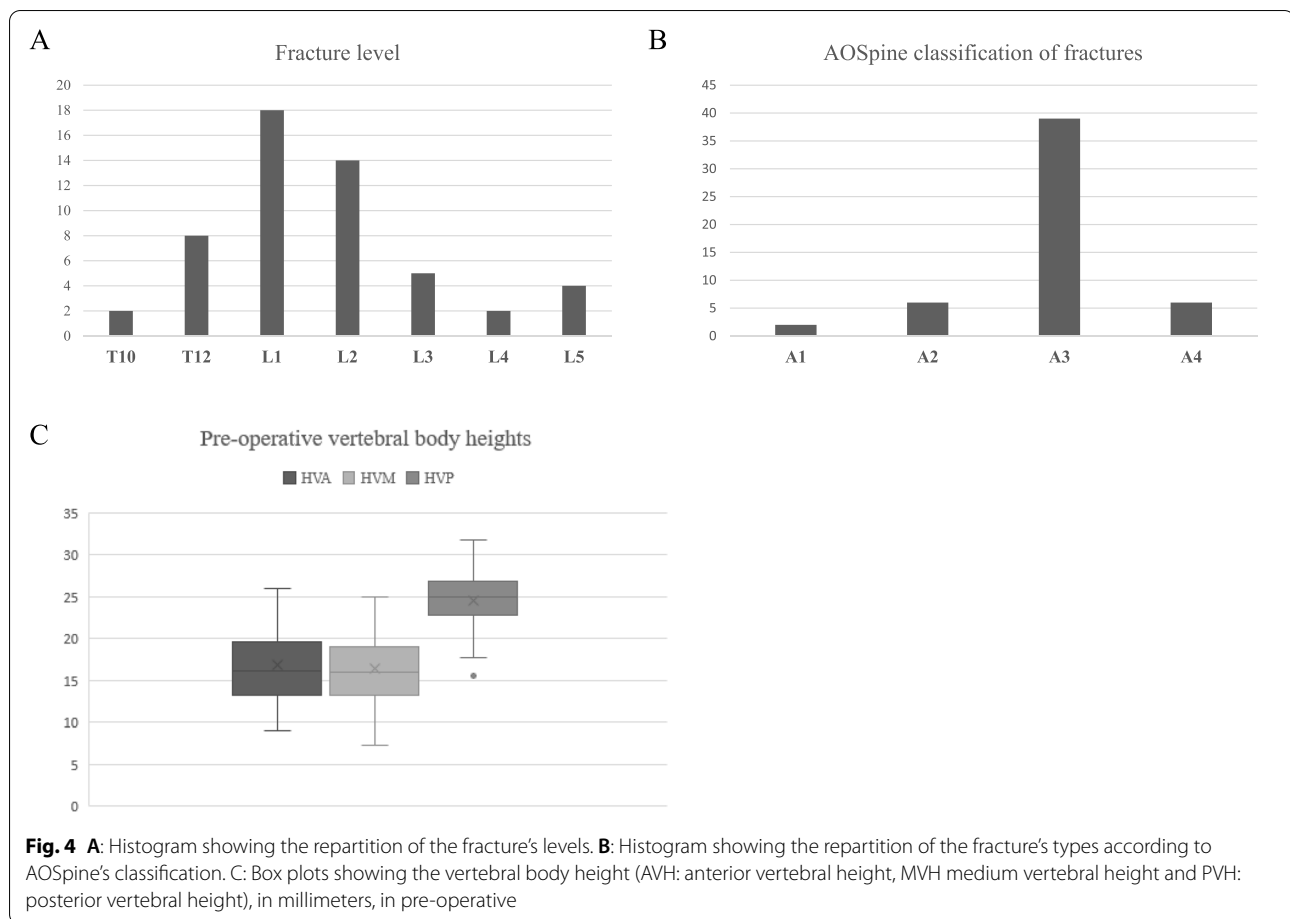 A
Fracture level
20
18
16
14
12
10
8
6
4
2
0
T10 T12 L1 L2 L3 L4 L5
B
AOSpine classification of fractures
45
40
35
30
25
20
15
10
5
0
A1 A2 A3 A4
C
Pre-operative vertebral body heights
HVA HVM HVP
35
30
25
20
15
10
5
0
Fig. 4 A: Histogram showing the repartition of the fracture's levels. B: Histogram showing the repartition of the fracture's types according to
AOSpine's classification. C: Box plots showing the vertebral body height (AVH: anterior vertebral height, MVH medium vertebral height and PVH:
posterior vertebral height), in millimeters, in pre-operative